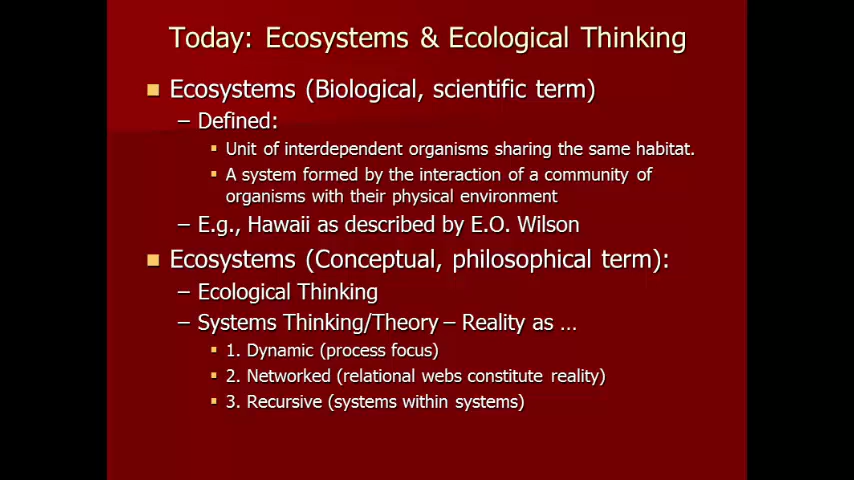 Today: Ecosystems & Ecological Thinking
Ecosystems (Biological, scientific term)
– Defined:
Unit of interdependent organisms sharing the same habitat.
A system formed by the interaction of a community of
organisms with their physical environment
– E.g., Hawaii as described by E.O. Wilson
Ecosystems (Conceptual, philosophical term):
– Ecological Thinking
– Systems Thinking/Theory – Reality as …
1. Dynamic (process focus)
2. Networked (relational webs constitute reality)
3. Recursive (systems within systems)